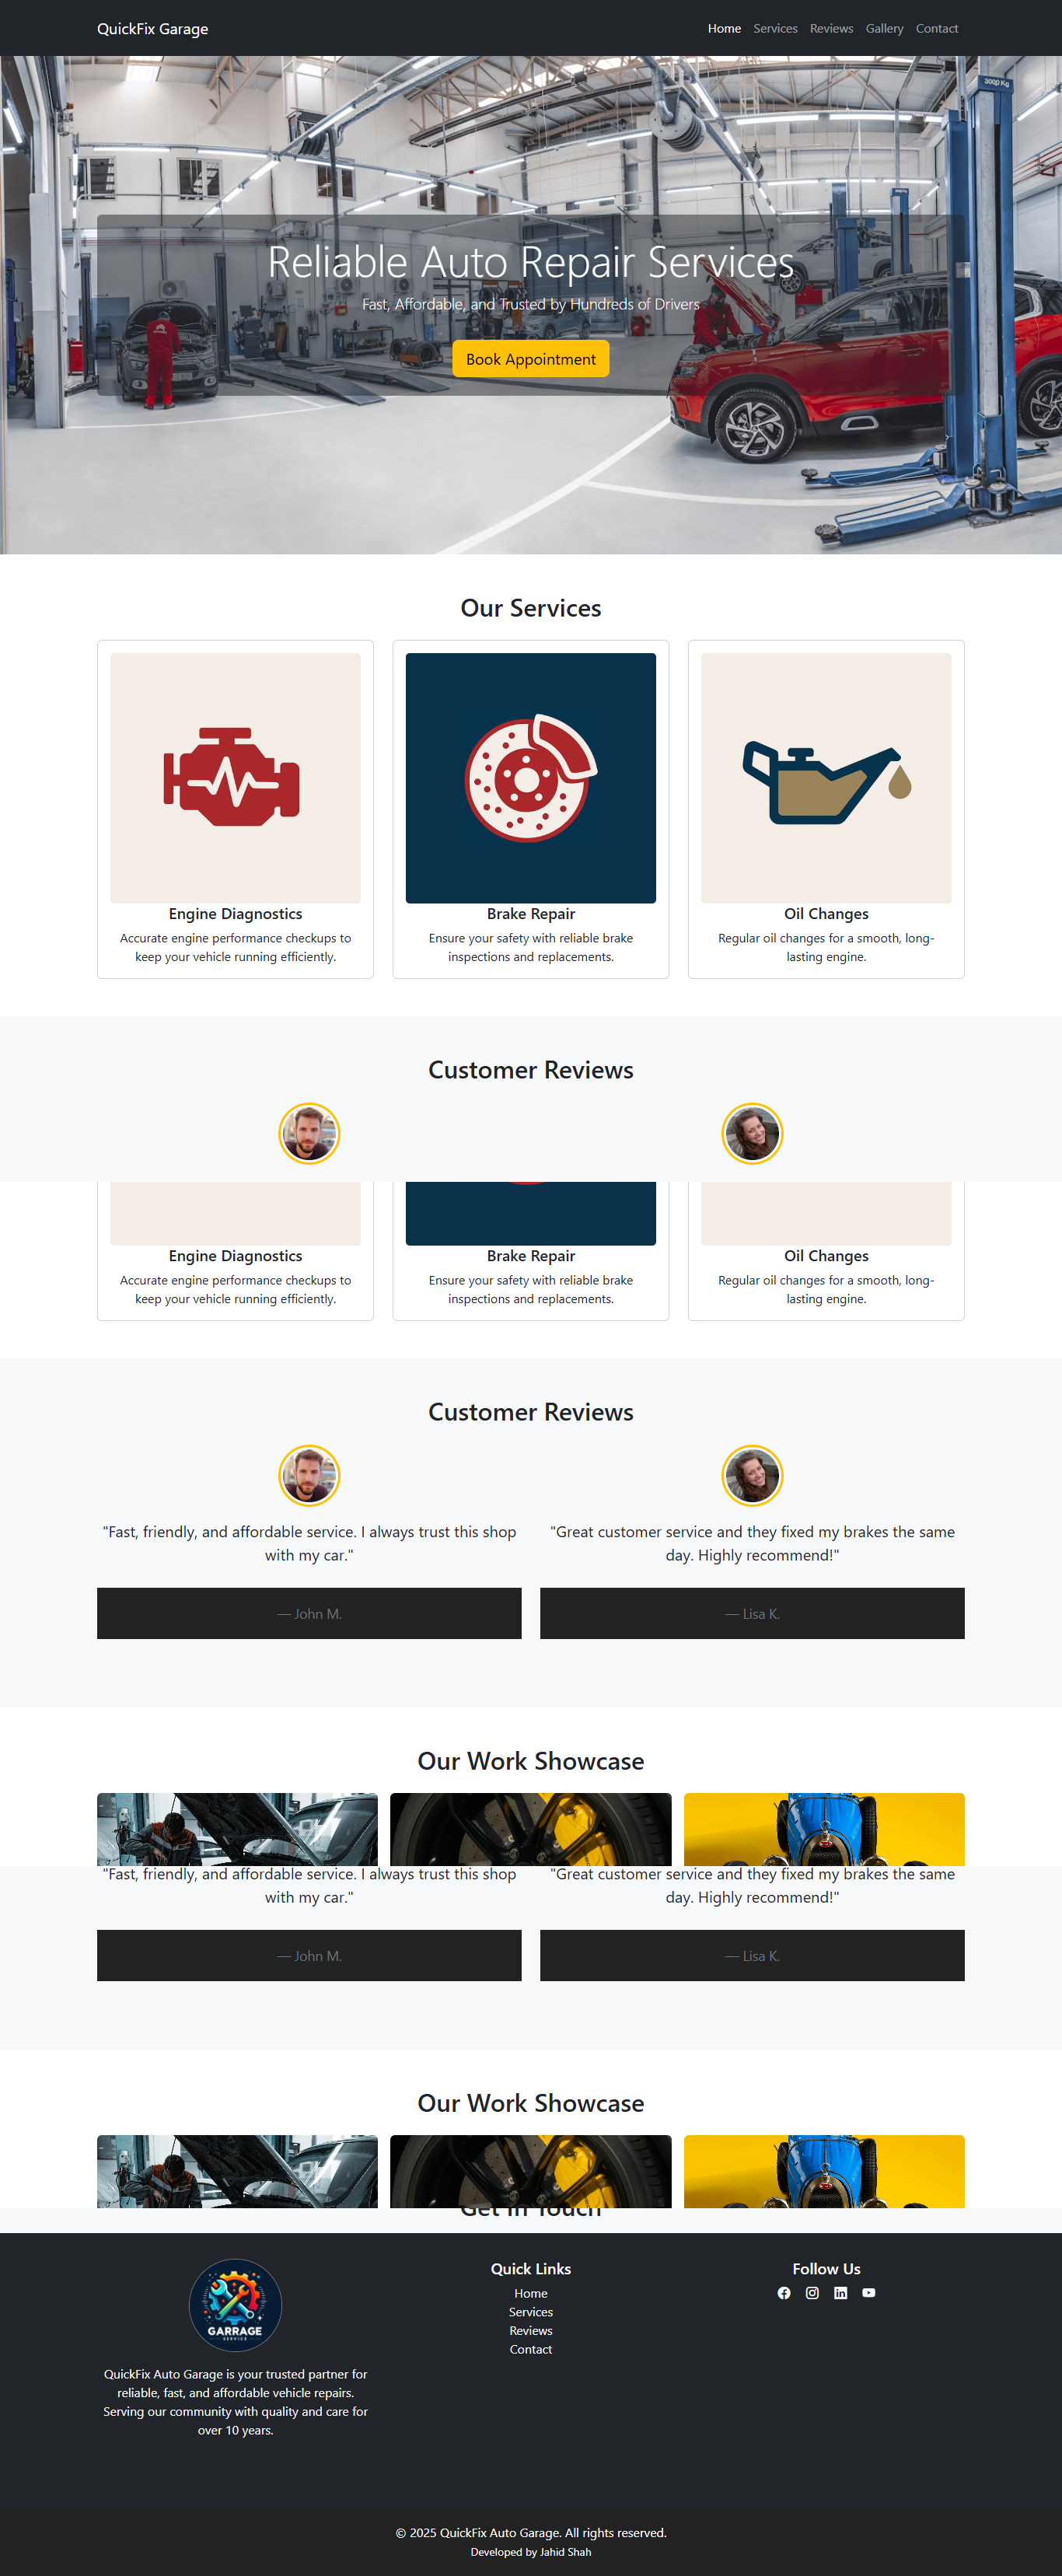 QuickFix Garage
Home Services Reviews Gallery Contact
3000 Kg
Reliable Auto Repair Services
Fast, Affordable, and Trusted by Hundreds of Drivers
Book Appointment
Our Services
Engine Diagnostics
Accurate engine performance checkups to
keep your vehicle running efficiently.
Brake Repair
Ensure your safety with reliable brake
inspections and replacements.
Oil Changes
Regular oil changes for a smooth, long-
lasting engine.
Customer Reviews
Engine Diagnostics
Accurate engine performance checkups to
keep your vehicle running efficiently.
Brake Repair
Ensure your safety with reliable brake
inspections and replacements.
Oil Changes
Regular oil changes for a smooth, long-
lasting engine.
Customer Reviews
"Fast, friendly, and affordable service. I always trust this shop
with my car."
— John M.
"Great customer service and they fixed my brakes the same
day. Highly recommend!"
— Lisa K.
Our Work Showcase
"Fast, friendly, and affordable service. I always trust this shop
with my car."
— John M.
"Great customer service and they fixed my brakes the same
day. Highly recommend!"
— Lisa K.
Our Work Showcase
Get In Touch
GARRAGE
SERVICE
QuickFix Auto Garage is your trusted partner for
reliable, fast, and affordable vehicle repairs.
Serving our community with quality and care for
over 10 years.
Quick Links
Home
Services
Reviews
Contact
Follow Us
© 2025 QuickFix Auto Garage. All rights reserved.
Developed by Jahid Shah